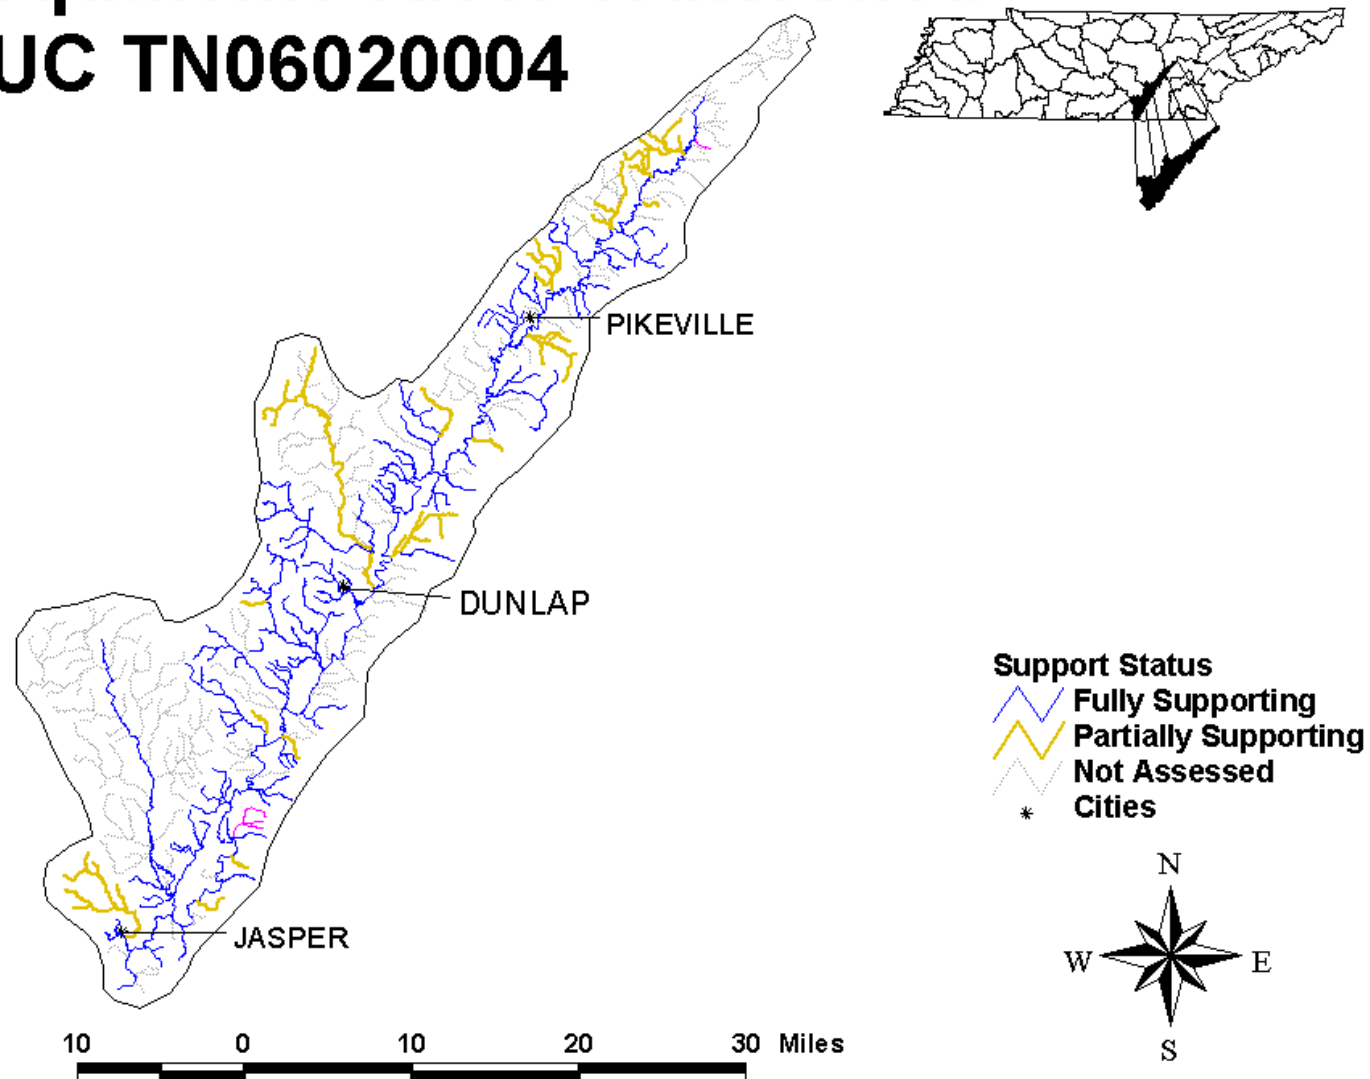 UC TN06020004
PIKEVILLE
DUNLAP
Support Status
Fully Supporting
Partially Supporting
Not Assessed
Cities
N
W E
S
JASPER
10 0 10 20 30 Miles